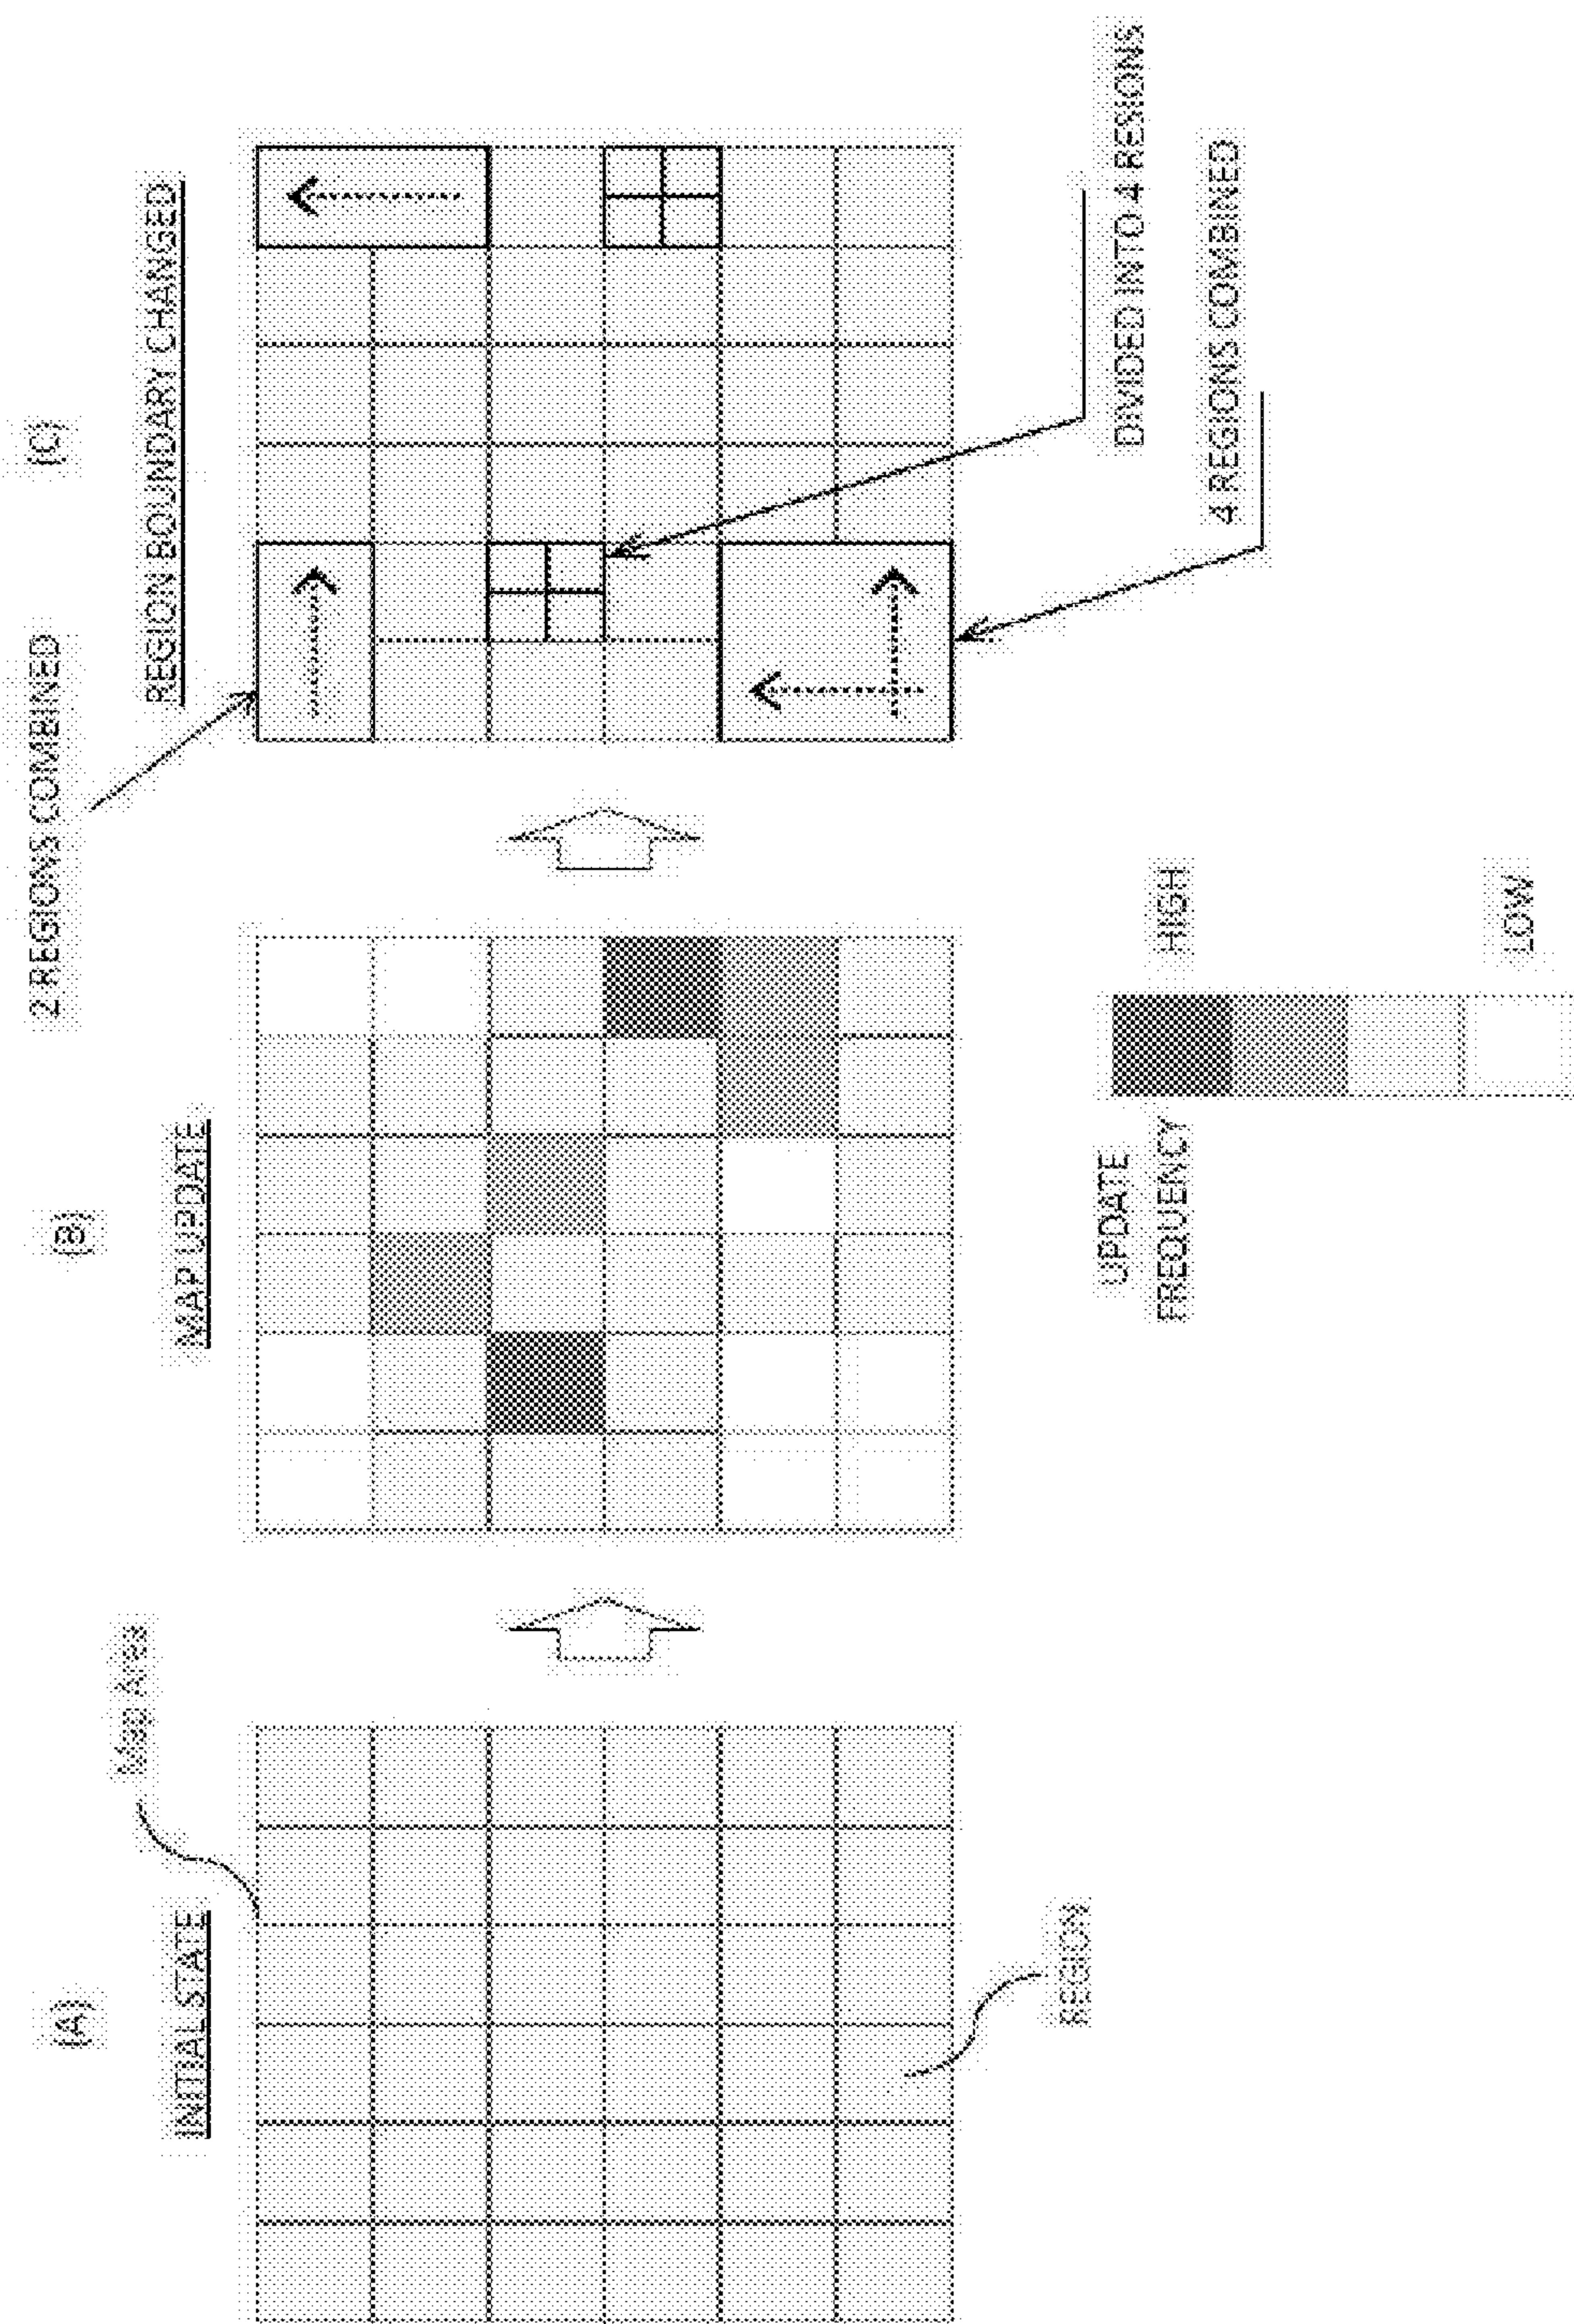 (A)
INITIAL STATE
Map Area
REGION
(B)
MAP UPDATE
UPDATE
FREQUENCY
HIGH
LOW
(C)
REGION BOUNDARY CHANGED
2 REGIONS COMBINED
DIVIDED INTO 4 RESIONS
4 REGIONS COMBINED